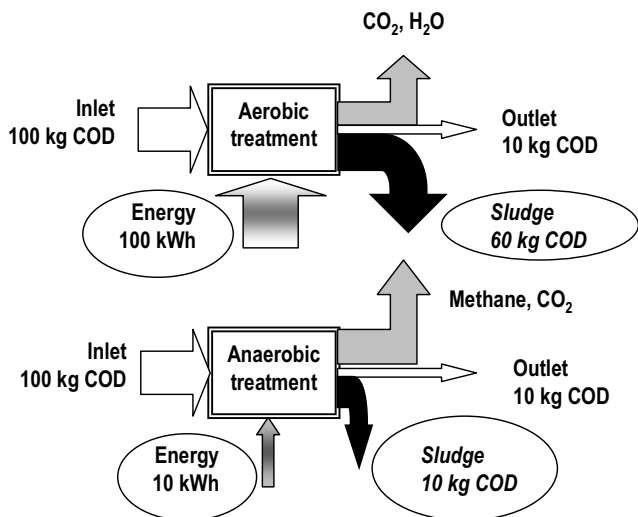 CO₂, H₂O
Inlet
100 kg COD
Aerobic
treatment
Outlet
10 kg COD
Energy
100 kWh
Sludge
60 kg COD
Methane, CO₂
Inlet
100 kg COD
Anaerobic
treatment
Outlet
10 kg COD
Energy
10 kWh
Sludge
10 kg COD